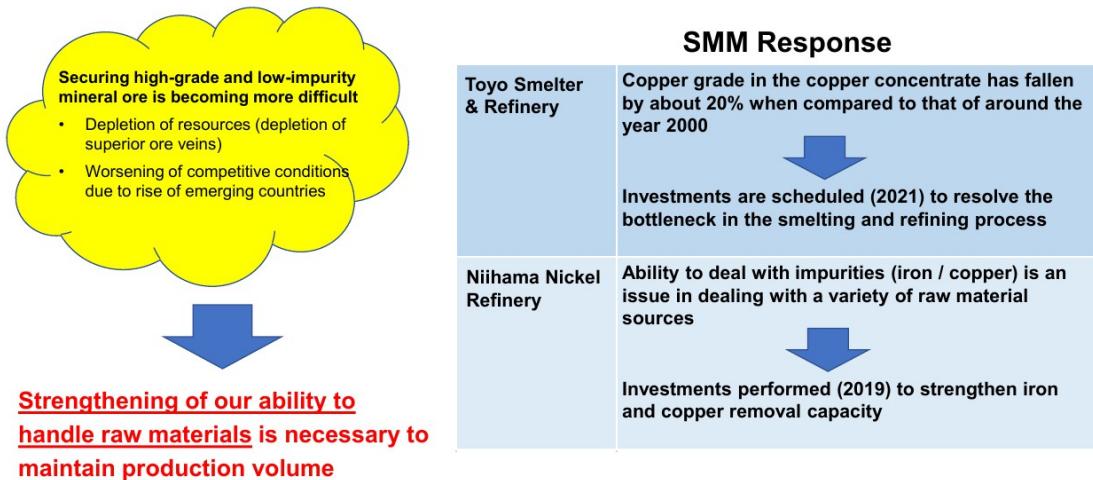 Securing high-grade and low-impurity
mineral ore is becoming more difficult
• Depletion of resources (depletion of
superior ore veins)
• Worsening of competitive conditions
due to rise of emerging countries
Strengthening of our ability to
handle raw materials is necessary to
maintain production volume
SMM Response
Toyo Smelter
& Refinery
Copper grade in the copper concentrate has fallen
by about 20% when compared to that of around the
year 2000
Investments are scheduled (2021) to resolve the
bottleneck in the smelting and refining process
Niihama Nickel
Refinery
Ability to deal with impurities (iron / copper) is an
issue in dealing with a variety of raw material
sources
Investments performed (2019) to strengthen iron
and copper removal capacity